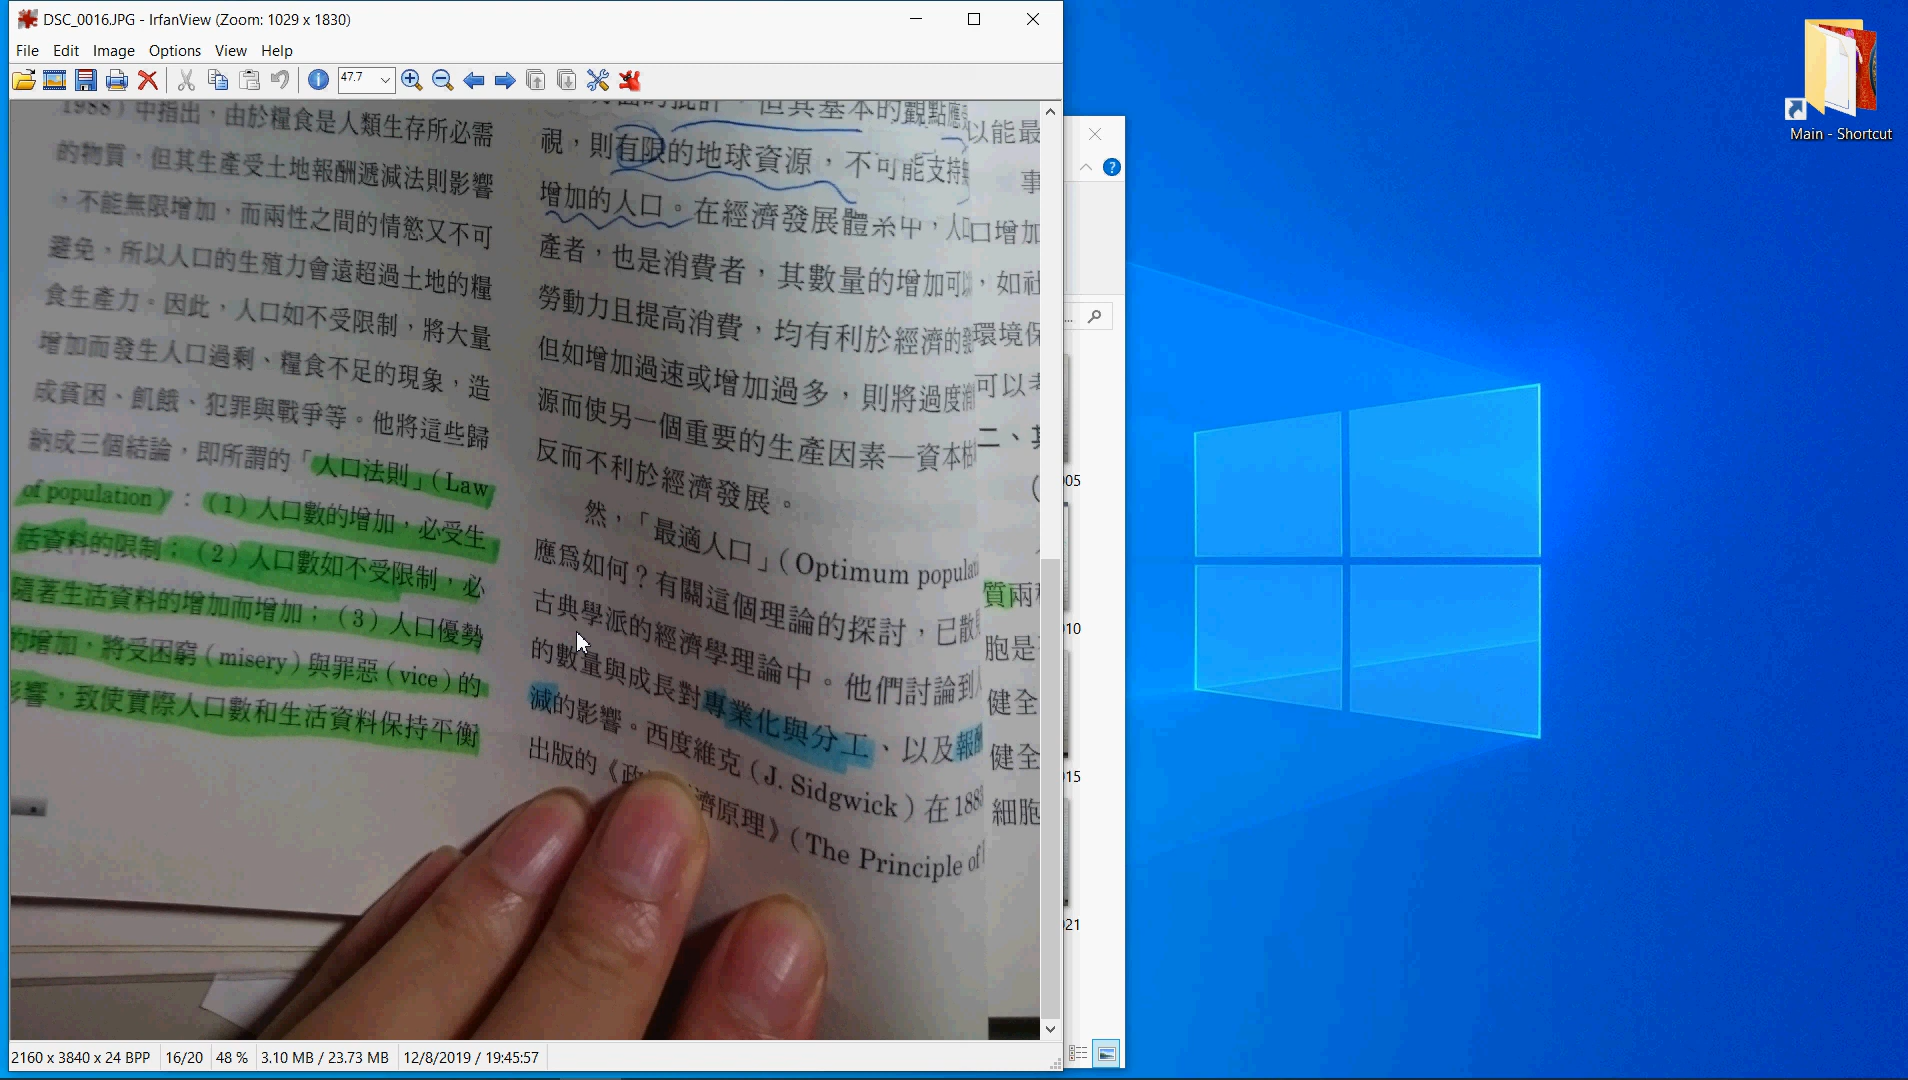 DSC_0016.JPG - IrfanView (Zoom: 1029 x 1830)
File Edit Image Options View Help
47.7
1988）中指出，由於糧食是人類生存所必需
的物質，但其生產受土地報酬遞減法則影響
，不能無限增加，而兩性之間的情慾又不可
避免，所以人口的生殖力會遠超過土地的糧
食生產力。因此，人口如不受限制，將大量
增加而發生人口過剩、糧食不足的現象，造
成貧困、飢餓、犯罪與戰爭等。他將這些歸
納成三個結論，即所謂的「人口法則」（Law
of population）：（1）人口數的增加，必受生
活資料的限制；（2）人口數如不受限制，必
隨著生活資料的增加而增加；（3）人口優勢
的增加，將受困窮（misery）與罪惡（vice）的
影響，致使實際人口數和生活資料保持平衡
的批評，但其基本的觀點應
視，則有限的地球資源，不可能支持
增加的人口。在經濟發展體系中，人
產者，也是消費者，其數量的增加可
勞動力且提高消費，均有利於經濟的
但如增加過速或增加過多，則將過度
源而使另一個重要的生產因素—資本
反而不利於經濟發展。
然，「最適人口」（Optimum populat
應為如何？有關這個理論的探討，已散
古典學派的經濟學理論中。他們討論到
的數量與成長對專業化與分工、以及報
減的影響。西度維克（J. Sidgwick）在188
出版的《政 濟原理》（The Principle of
以能最
事
口增加
，如社
環境保
可以
二、其
（
質兩
胞是
健全
健全
細胞
2160 x 3840 x 24 BPP 16/20 48 % 3.10 MB / 23.73 MB 12/8/2019 / 19:45:57
...
05
10
15
21
Main - Shortcut